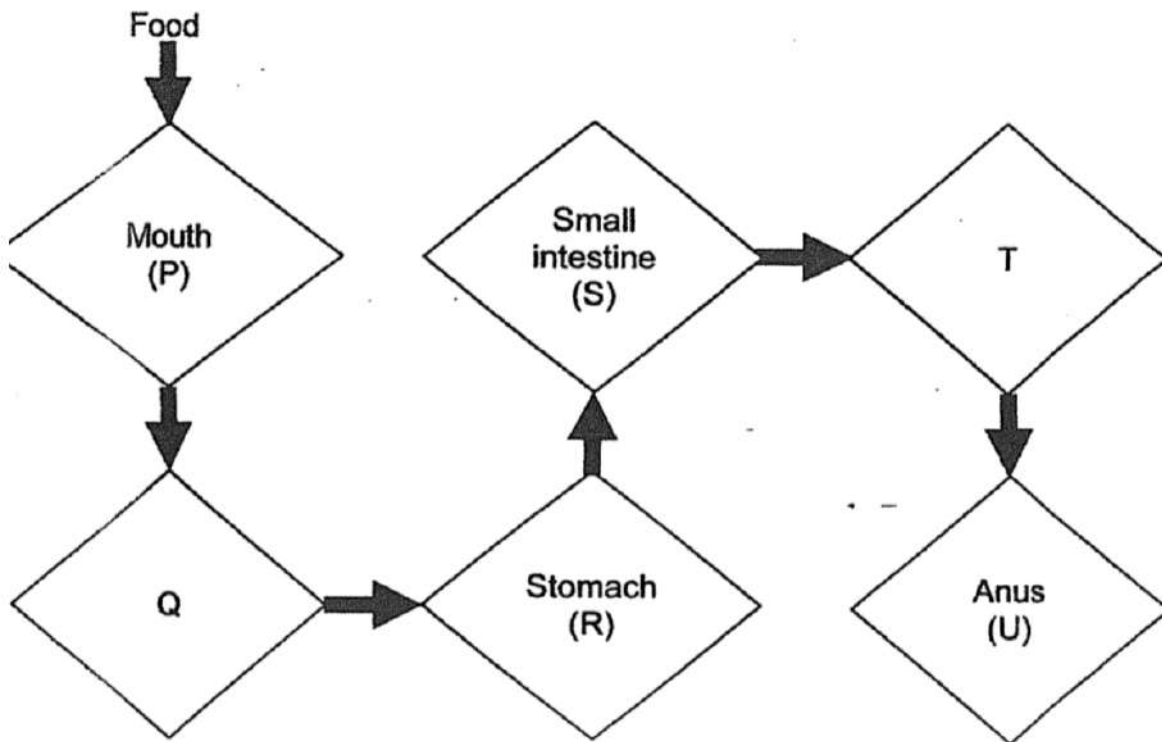 Food
Mouth
(P)
Q
Stomach
(R)
Small
intestine
(S)
T
Anus
(U)